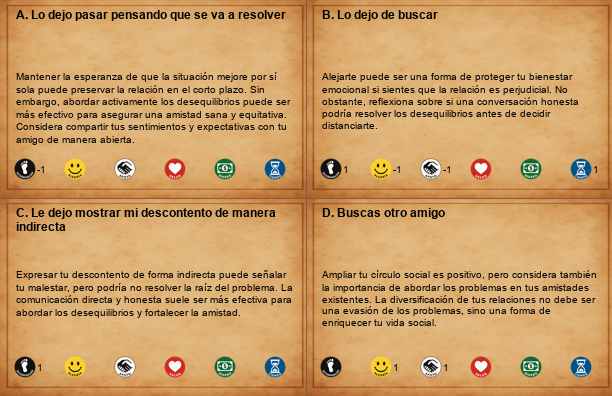 A. Lo dejo pasar pensando que se va a resolver
Mantener la esperanza de que la situación mejore por sí
sola puede preservar la relación en el corto plazo. Sin
embargo, abordar activamente los desequilibrios puede ser
más efectivo para asegurar una amistad sana y equitativa.
Considera compartir tus sentimientos y expectativas con tu
amigo de manera abierta.
-1
B. Lo dejo de buscar
Alejarte puede ser una forma de proteger tu bienestar
emocional si sientes que la relación es perjudicial. No
obstante, reflexiona sobre si una conversación honesta
podría resolver los desequilibrios antes de decidir
distanciarte.
1 -1 -1 1
C. Le dejo mostrar mi descontento de manera
indirecta
Expresar tu descontento de forma indirecta puede señalar
tu malestar, pero podría no resolver la raíz del problema. La
comunicación directa y honesta suele ser más efectiva para
abordar los desequilibrios y fortalecer la amistad.
1
D. Buscas otro amigo
Ampliar tu círculo social es positivo, pero considera también
la importancia de abordar los problemas en tus amistades
existentes. La diversificación de tus relaciones no debe ser
una evasión de los problemas, sino una forma de
enriquecer tu vida social.
1 1